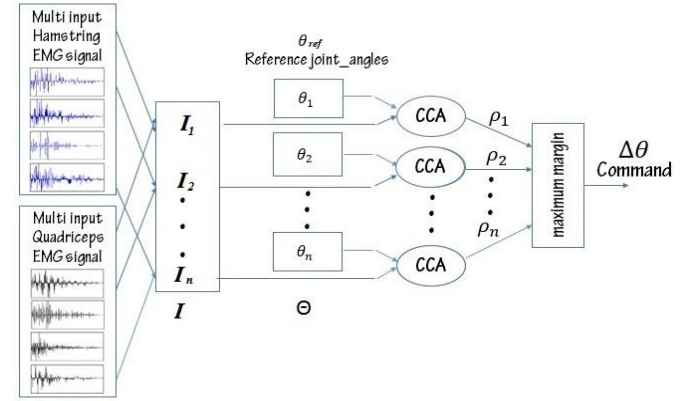 Multi input
Hamstring
EMG signal
Multi input
Quadriceps
EMG signal
I1
I2
In
I
θref
Reference joint_angles
θ1
θ2
θn
Θ
CCA
CCA
CCA
ρ1
ρ2
ρn
maximum margin
Δθ
Command